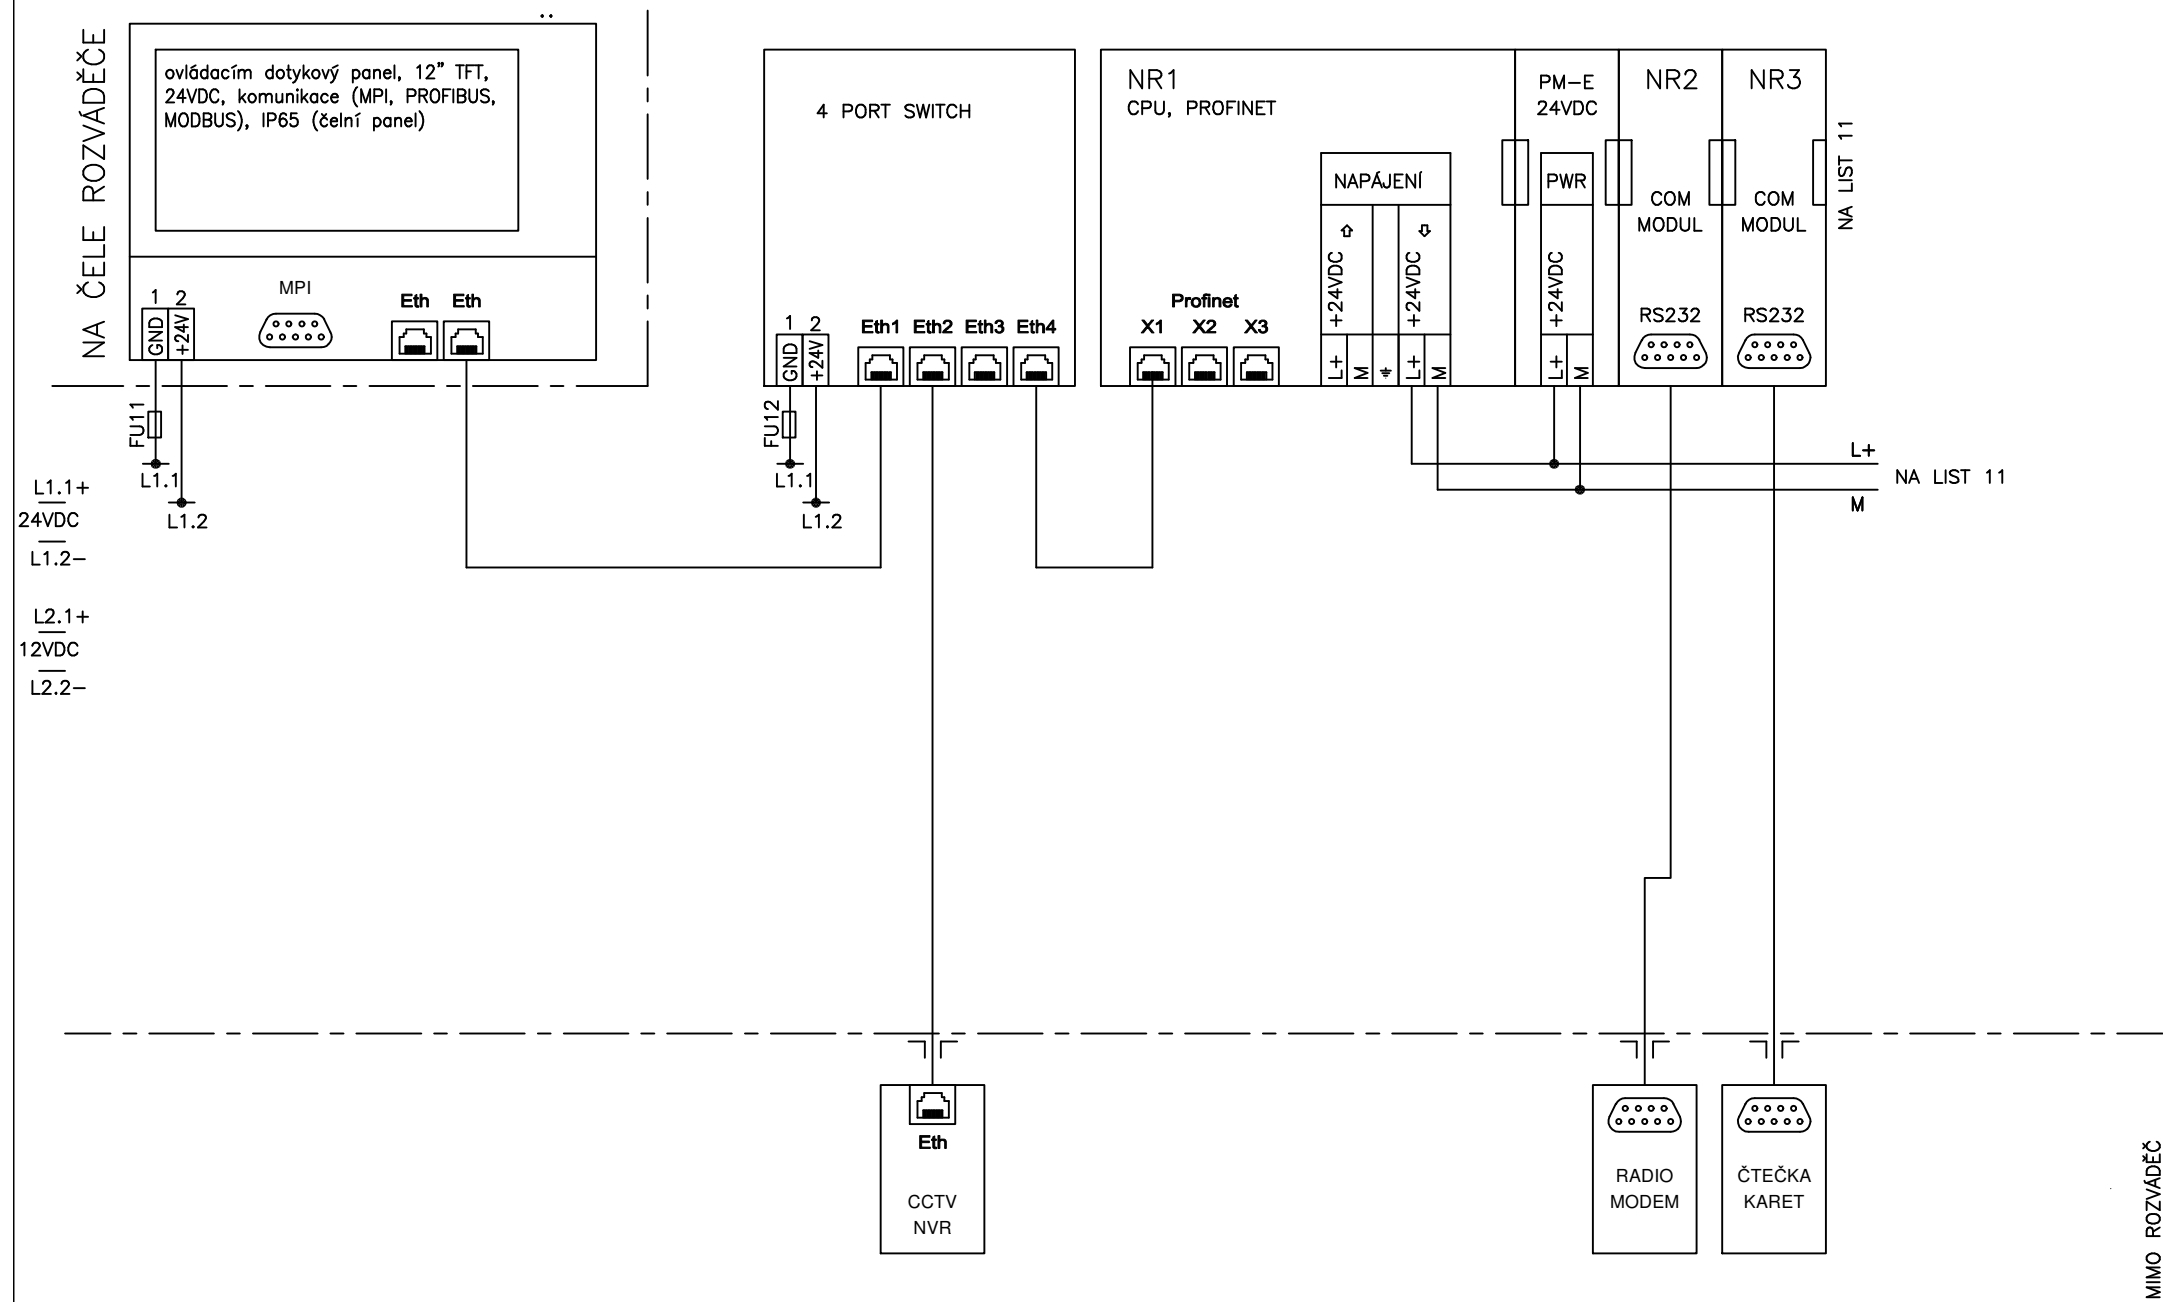 NA ČELE ROZVÁDĚČE
ovládacím dotykový panel, 12" TFT,
24VDC, komunikace (MPI, PROFIBUS,
MODBUS), IP65 (čelní panel)
MPI
1 2
GND
+24V
Eth Eth
FU11
L1.1
L1.2
L1.1+
24VDC
L1.2-
L2.1+
12VDC
L2.2-
4 PORT SWITCH
1 2
GND
+24V
Eth1 Eth2 Eth3 Eth4
FU12
L1.1
L1.2
NR1
CPU, PROFINET
Profinet
X1 X2 X3
NAPÁJENÍ
+24VDC
+24VDC
L+
M
L+
M
PM-E
24VDC
PWR
+24VDC
L+
M
NR2
COM
MODUL
RS232
NR3
COM
MODUL
RS232
NA LIST 11
L+
NA LIST 11
M
Eth
CCTV
NVR
RADIO
MODEM
ČTEČKA
KARET
MIMO ROZVÁDĚČ